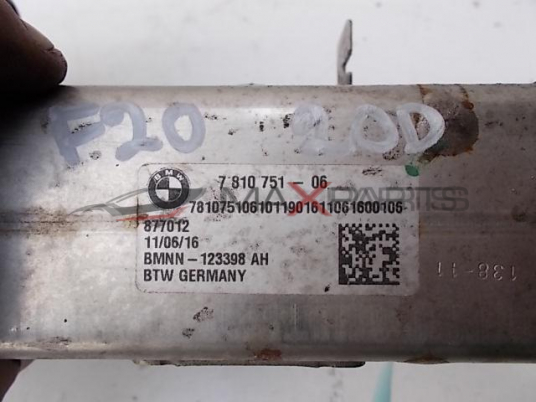 F20 2.0D
BMW
7 810 751 - 06
MAXPARTS
7810751061011901611061600106
877012
11/06/16
BMNN - 123398 AH
BTW GERMANY
138-11